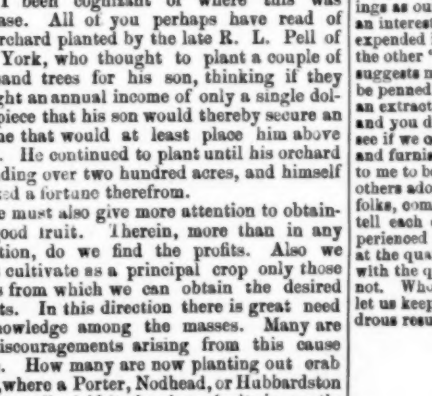 been cognizant of where this was
ase. All of you perhaps have read of
rchard planted by the late R. L. Pell of
York, who thought to plant a couple of
sand trees for his son, thinking if they
ght an annual income of only a single dol-
piece that his son would thereby secure an
ne that would at least place him above
. He continued to plant until his orchard
ding over two hundred acres, and himself
ed a fortune therefrom.
e must also give more attention to obtain-
good fruit. Therein, more than in any
tion, do we find the profits. Also we
cultivate as a principal crop only those
s from which we can obtain the desired
ts. In this direction there is great need
nowledge among the masses. Many are
iscouragements arising from this cause
. How many are now planting out crab
, where a Porter, Nodhead, or Hubbardston
ings as ou
an interest
expended
the other
suggests m
be penned
an extract
and you d
see if we o
and furnis
to me to b
others ado
folks, com
tell each
perienced
at the qua
with the q
not. Who
let us keep
drous resu